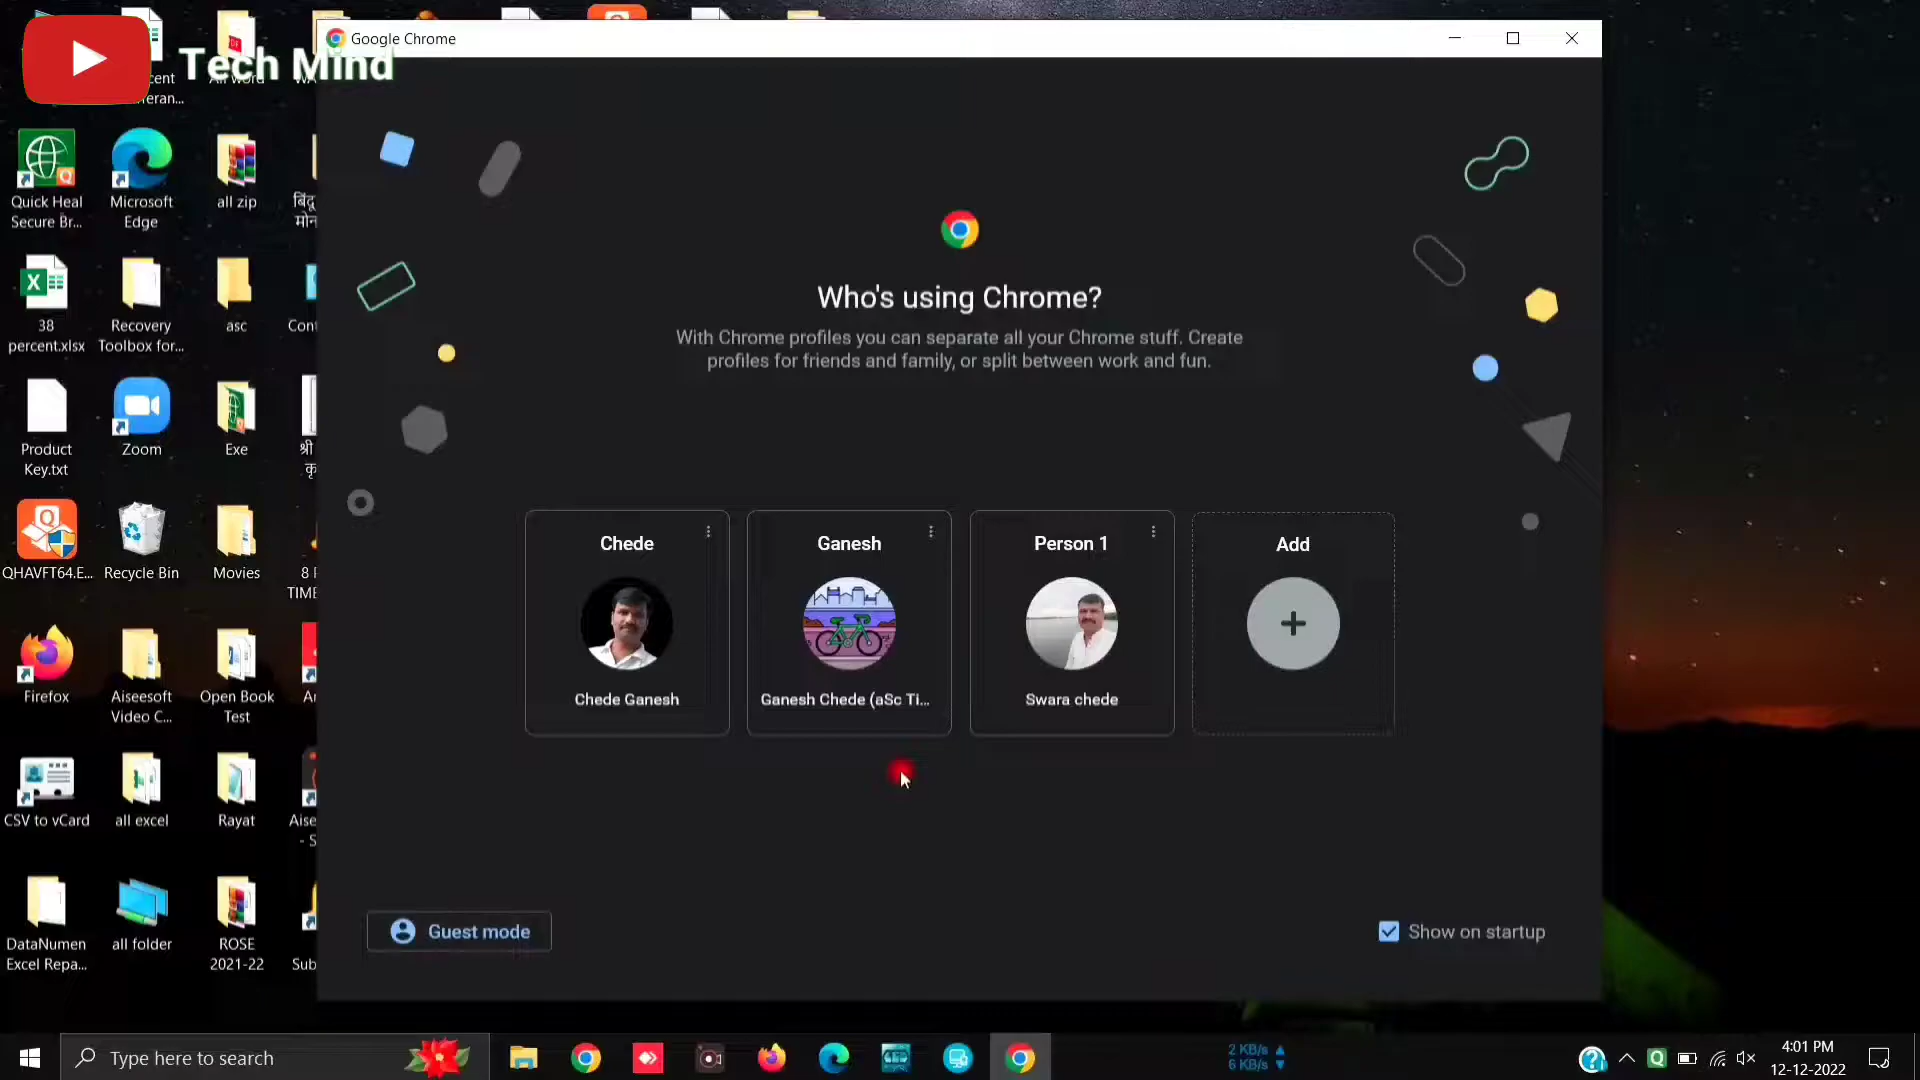 Google Chrome
Tech Mind
Who's using Chrome?
With Chrome profiles you can separate all your Chrome stuff. Create
profiles for friends and family, or split between work and fun.
Chede
Chede Ganesh
Ganesh
Ganesh Chede (aSc Ti...
Person 1
Swara chede
Add
Guest mode
Show on startup
Quick Heal
Secure Br...
Microsoft
Edge
all zip
बिंदू
38
percent.xlsx
Recovery
Toolbox for...
asc
Product
Key.txt
Zoom
Exe
श्री
QHAVFT64.E...
Recycle Bin
Movies
TIME
Firefox
Aiseesoft
Video C...
Open Book
Test
CSV to vCard
all excel
Rayat
DataNumen
Excel Repa...
all folder
ROSE
2021-22
Type here to search
2 KB/s
6 KB/s
4:01 PM
12-12-2022